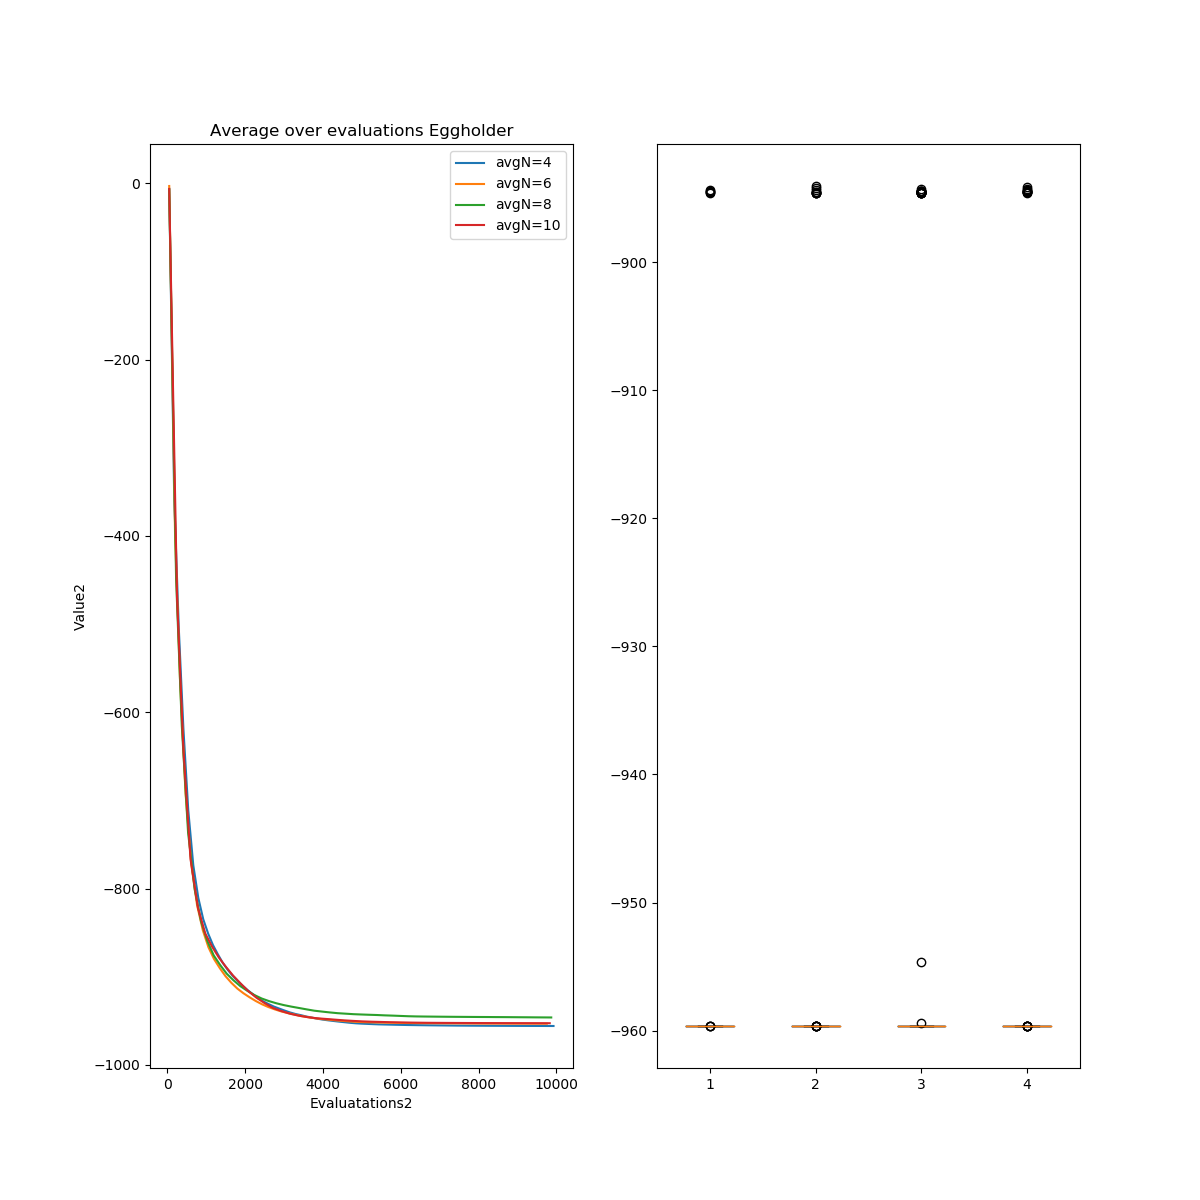 Average over evaluations Eggholder
avgN=4
avgN=6
avgN=8
avgN=10
0
−200
−400
−600
−800
−1000
Value2
0 2000 4000 6000 8000 10000
Evaluatations2
−900
−910
−920
−930
−940
−950
−960
1 2 3 4